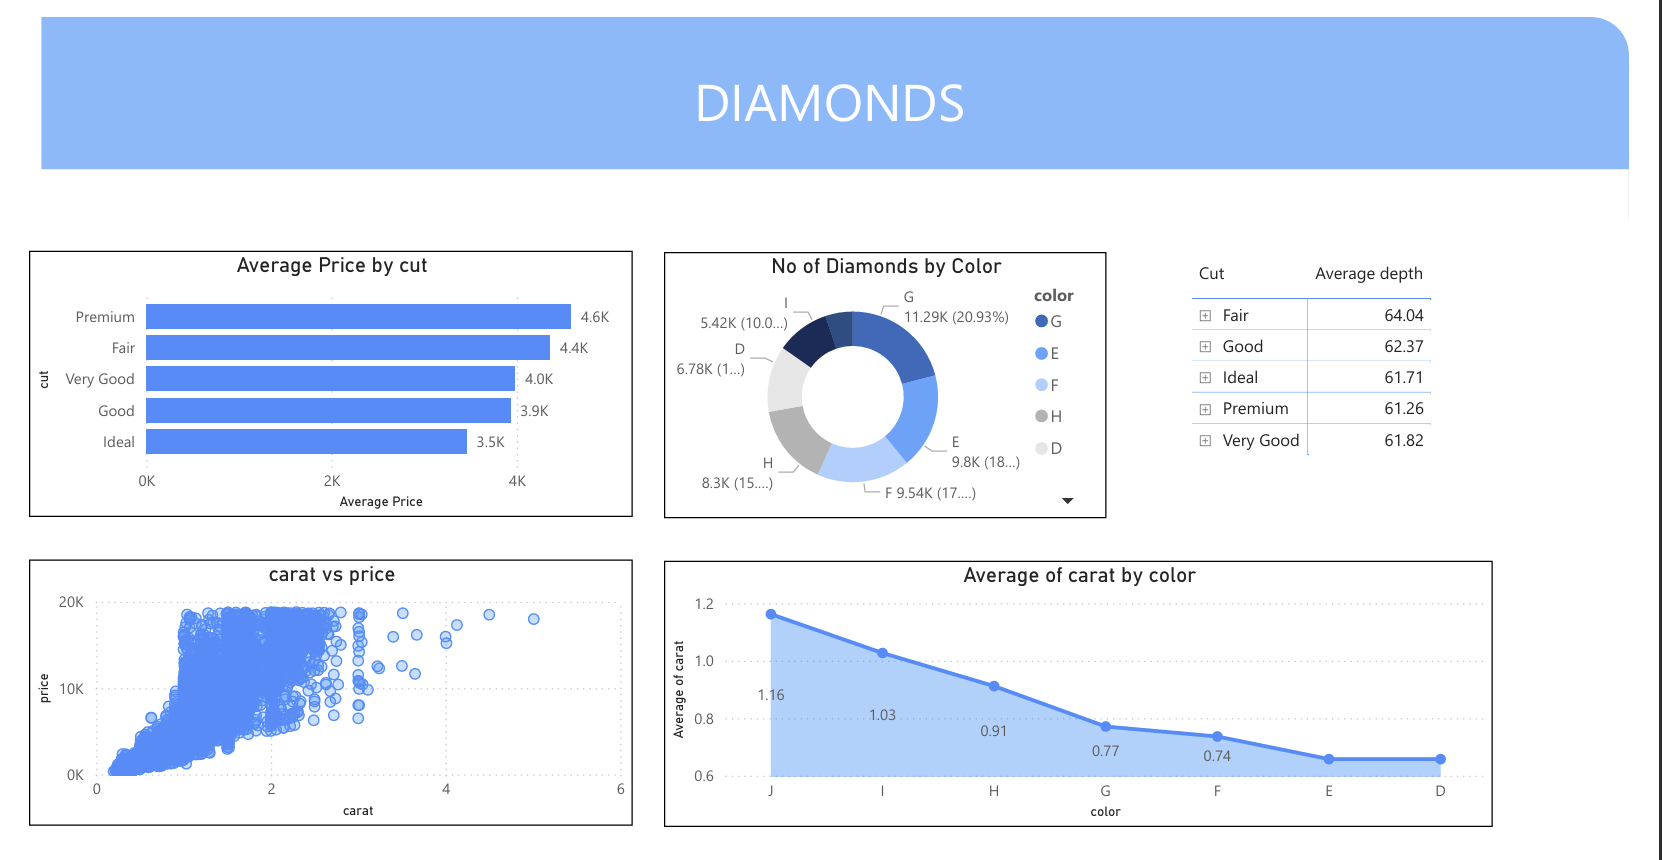 DIAMONDS
Average Price by cut
cut
Premium 4.6K
Fair 4.4K
Very Good 4.0K
Good 3.9K
Ideal 3.5K
0K 2K 4K
Average Price
No of Diamonds by Color
G
11.29K (20.93%)
E
9.8K (18...)
F 9.54K (17....)
H
8.3K (15....)
D
6.78K (1...)
I
5.42K (10.0...)
color
G
E
F
H
D
Cut Average depth
Fair 64.04
Good 62.37
Ideal 61.71
Premium 61.26
Very Good 61.82
carat vs price
price
20K
10K
0K
0 2 4 6
carat
Average of carat by color
Average of carat
1.2
1.0
0.8
0.6
1.16
1.03
0.91
0.77
0.74
J I H G F E D
color